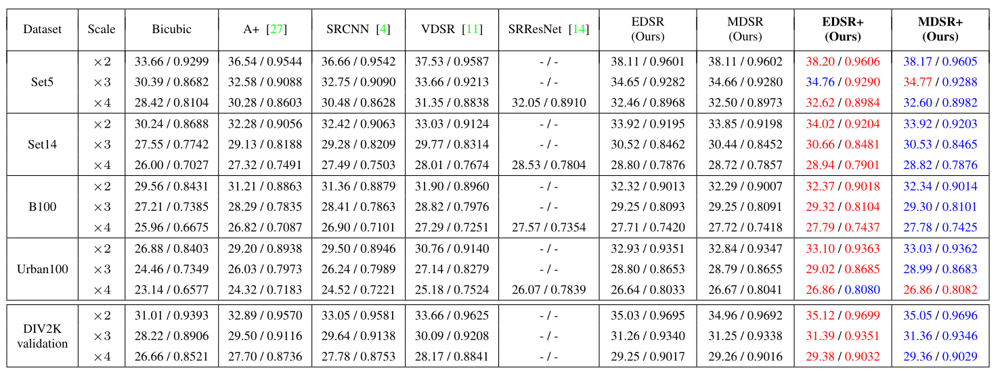 Dataset Scale Bicubic A+ [27] SRCNN [4] VDSR [11] SRResNet [14] EDSR (Ours) MDSR (Ours) EDSR+ (Ours) MDSR+ (Ours)
Set5 ×2 33.66 / 0.9299 36.54 / 0.9544 36.66 / 0.9542 37.53 / 0.9587 - / - 38.11 / 0.9601 38.11 / 0.9602 38.20 / 0.9606 38.17 / 0.9605
×3 30.39 / 0.8682 32.58 / 0.9088 32.75 / 0.9090 33.66 / 0.9213 - / - 34.65 / 0.9282 34.66 / 0.9280 34.76 / 0.9290 34.77 / 0.9288
×4 28.42 / 0.8104 30.28 / 0.8603 30.48 / 0.8628 31.35 / 0.8838 32.05 / 0.8910 32.46 / 0.8968 32.50 / 0.8973 32.62 / 0.8984 32.60 / 0.8982
Set14 ×2 30.24 / 0.8688 32.28 / 0.9056 32.42 / 0.9063 33.03 / 0.9124 - / - 33.92 / 0.9195 33.85 / 0.9198 34.02 / 0.9204 33.92 / 0.9203
×3 27.55 / 0.7742 29.13 / 0.8188 29.28 / 0.8209 29.77 / 0.8314 - / - 30.52 / 0.8462 30.44 / 0.8452 30.66 / 0.8481 30.53 / 0.8465
×4 26.00 / 0.7027 27.32 / 0.7491 27.49 / 0.7503 28.01 / 0.7674 28.53 / 0.7804 28.80 / 0.7876 28.72 / 0.7857 28.94 / 0.7901 28.82 / 0.7876
B100 ×2 29.56 / 0.8431 31.21 / 0.8863 31.36 / 0.8879 31.90 / 0.8960 - / - 32.32 / 0.9013 32.29 / 0.9007 32.37 / 0.9018 32.34 / 0.9014
×3 27.21 / 0.7385 28.29 / 0.7835 28.41 / 0.7863 28.82 / 0.7976 - / - 29.25 / 0.8093 29.25 / 0.8091 29.32 / 0.8104 29.30 / 0.8101
×4 25.96 / 0.6675 26.82 / 0.7087 26.90 / 0.7101 27.29 / 0.7251 27.57 / 0.7354 27.71 / 0.7420 27.72 / 0.7418 27.79 / 0.7437 27.78 / 0.7425
Urban100 ×2 26.88 / 0.8403 29.20 / 0.8938 29.50 / 0.8946 30.76 / 0.9140 - / - 32.93 / 0.9351 32.84 / 0.9347 33.10 / 0.9363 33.03 / 0.9362
×3 24.46 / 0.7349 26.03 / 0.7973 26.24 / 0.7989 27.14 / 0.8279 - / - 28.80 / 0.8653 28.79 / 0.8655 29.02 / 0.8685 28.99 / 0.8683
×4 23.14 / 0.6577 24.32 / 0.7183 24.52 / 0.7221 25.18 / 0.7524 26.07 / 0.7839 26.64 / 0.8033 26.67 / 0.8041 26.86 / 0.8080 26.86 / 0.8082
DIV2K validation ×2 31.01 / 0.9393 32.89 / 0.9570 33.05 / 0.9581 33.66 / 0.9625 - / - 35.03 / 0.9695 34.96 / 0.9692 35.12 / 0.9699 35.05 / 0.9696
×3 28.22 / 0.8906 29.50 / 0.9116 29.64 / 0.9138 30.09 / 0.9208 - / - 31.26 / 0.9340 31.25 / 0.9338 31.39 / 0.9351 31.36 / 0.9346
×4 26.66 / 0.8521 27.70 / 0.8736 27.78 / 0.8753 28.17 / 0.8841 - / - 29.25 / 0.9017 29.26 / 0.9016 29.38 / 0.9032 29.36 / 0.9029